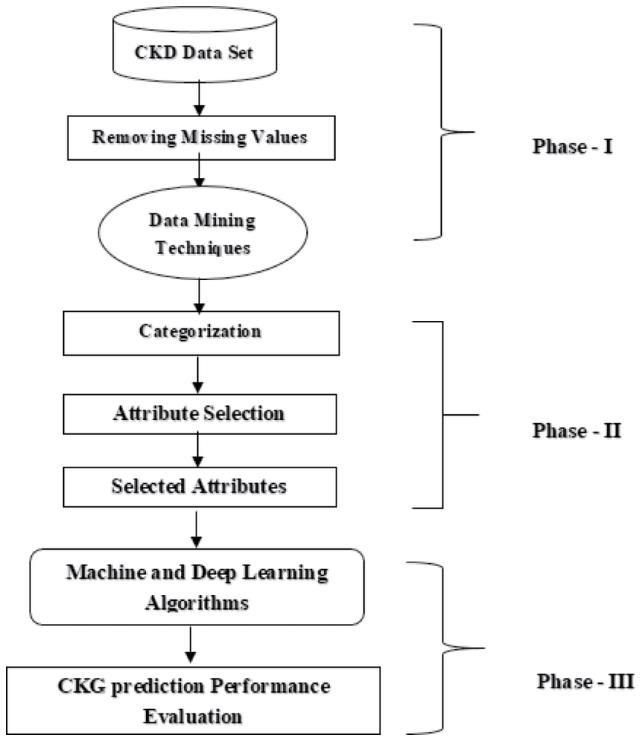 CKD Data Set
Removing Missing Values
Phase - I
Data Mining
Techniques
Categorization
Attribute Selection
Phase - II
Selected Attributes
Machine and Deep Learning
Algorithms
CKG prediction Performance
Evaluation
Phase - III